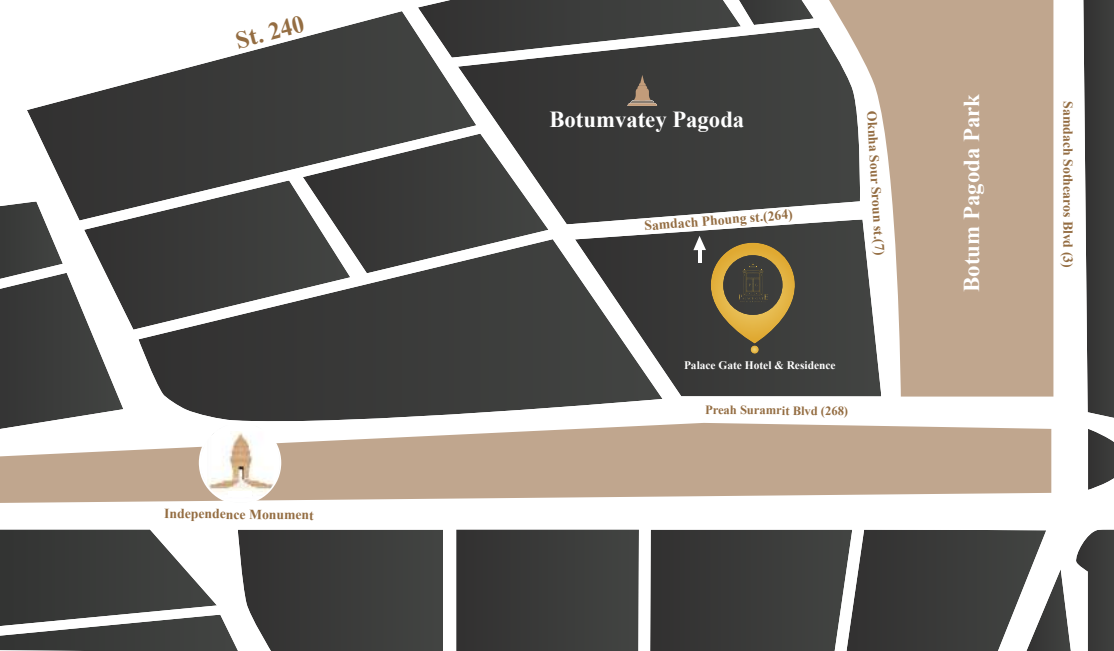 St. 240
Botumvatey Pagoda
Oknha Sour Sroun st.(7)
Botum Pagoda Park
Samdach Sothearos Blvd (3)
Samdach Phoung st.(264)
Palace Gate Hotel & Residence
Preah Suramrit Blvd (268)
Independence Monument